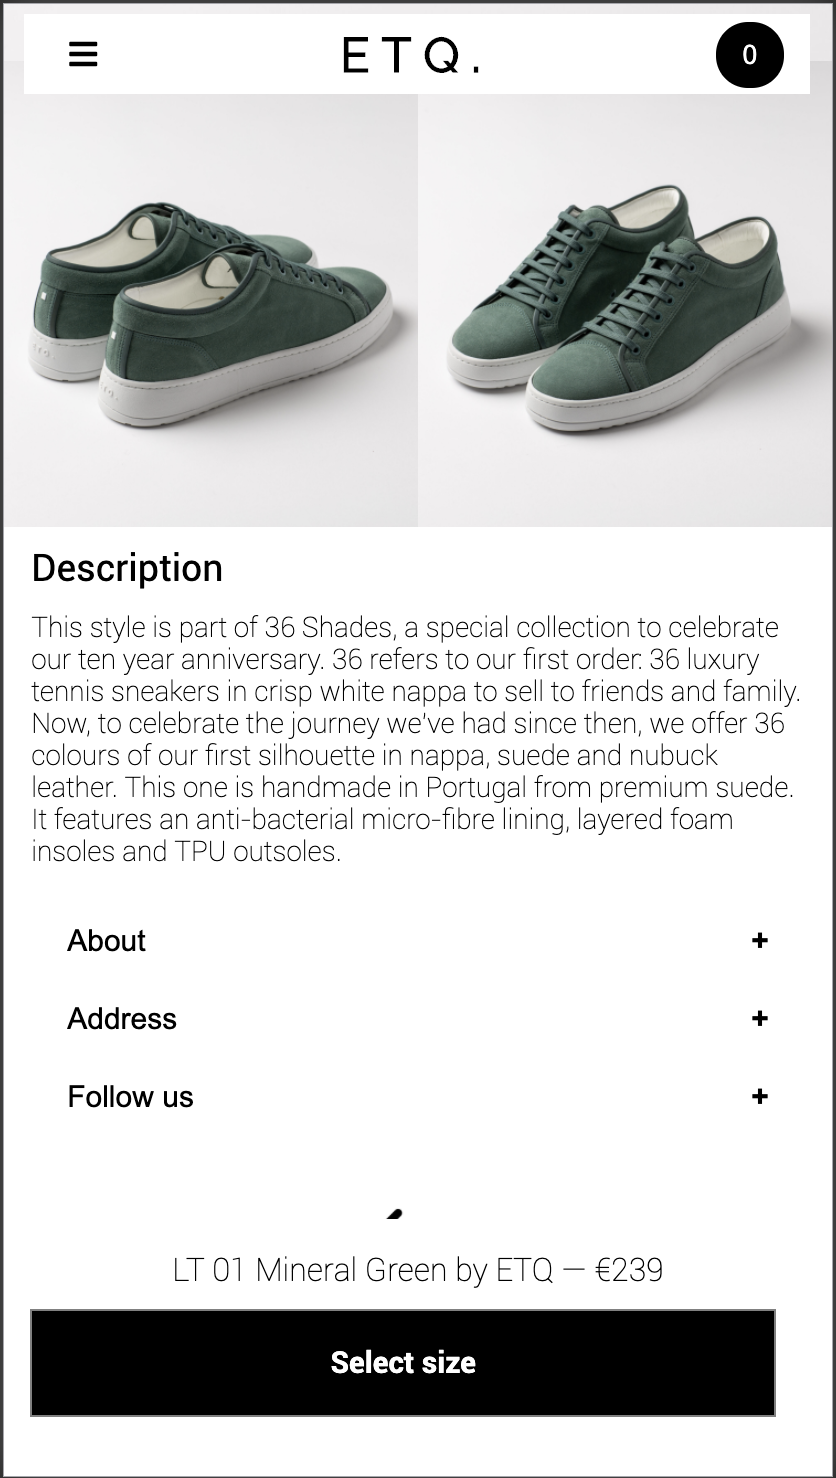 ETQ.
0
Description
This style is part of 36 Shades, a special collection to celebrate
our ten year anniversary. 36 refers to our first order: 36 luxury
tennis sneakers in crisp white nappa to sell to friends and family.
Now, to celebrate the journey we've had since then, we offer 36
colours of our first silhouette in nappa, suede and nubuck
leather. This one is handmade in Portugal from premium suede.
It features an anti-bacterial micro-fibre lining, layered foam
insoles and TPU outsoles.
About +
Address +
Follow us +
LT 01 Mineral Green by ETQ — €239
Select size